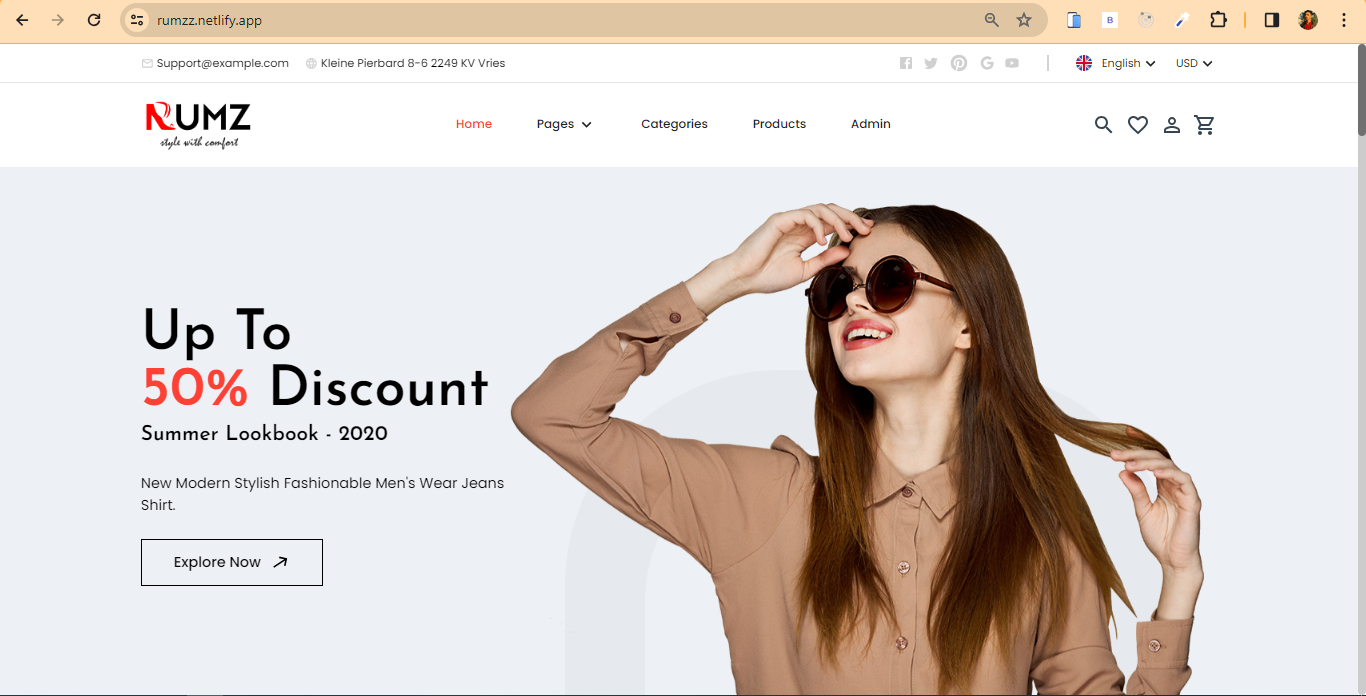 rumzz.netlify.app
B
Support@example.com Kleine Pierbard 8-6 2249 KV Vries
English USD
RUMZ
style with comfort
Home Pages Categories Products Admin
Up To
50% Discount
Summer Lookbook - 2020
New Modern Stylish Fashionable Men's Wear Jeans
Shirt.
Explore Now